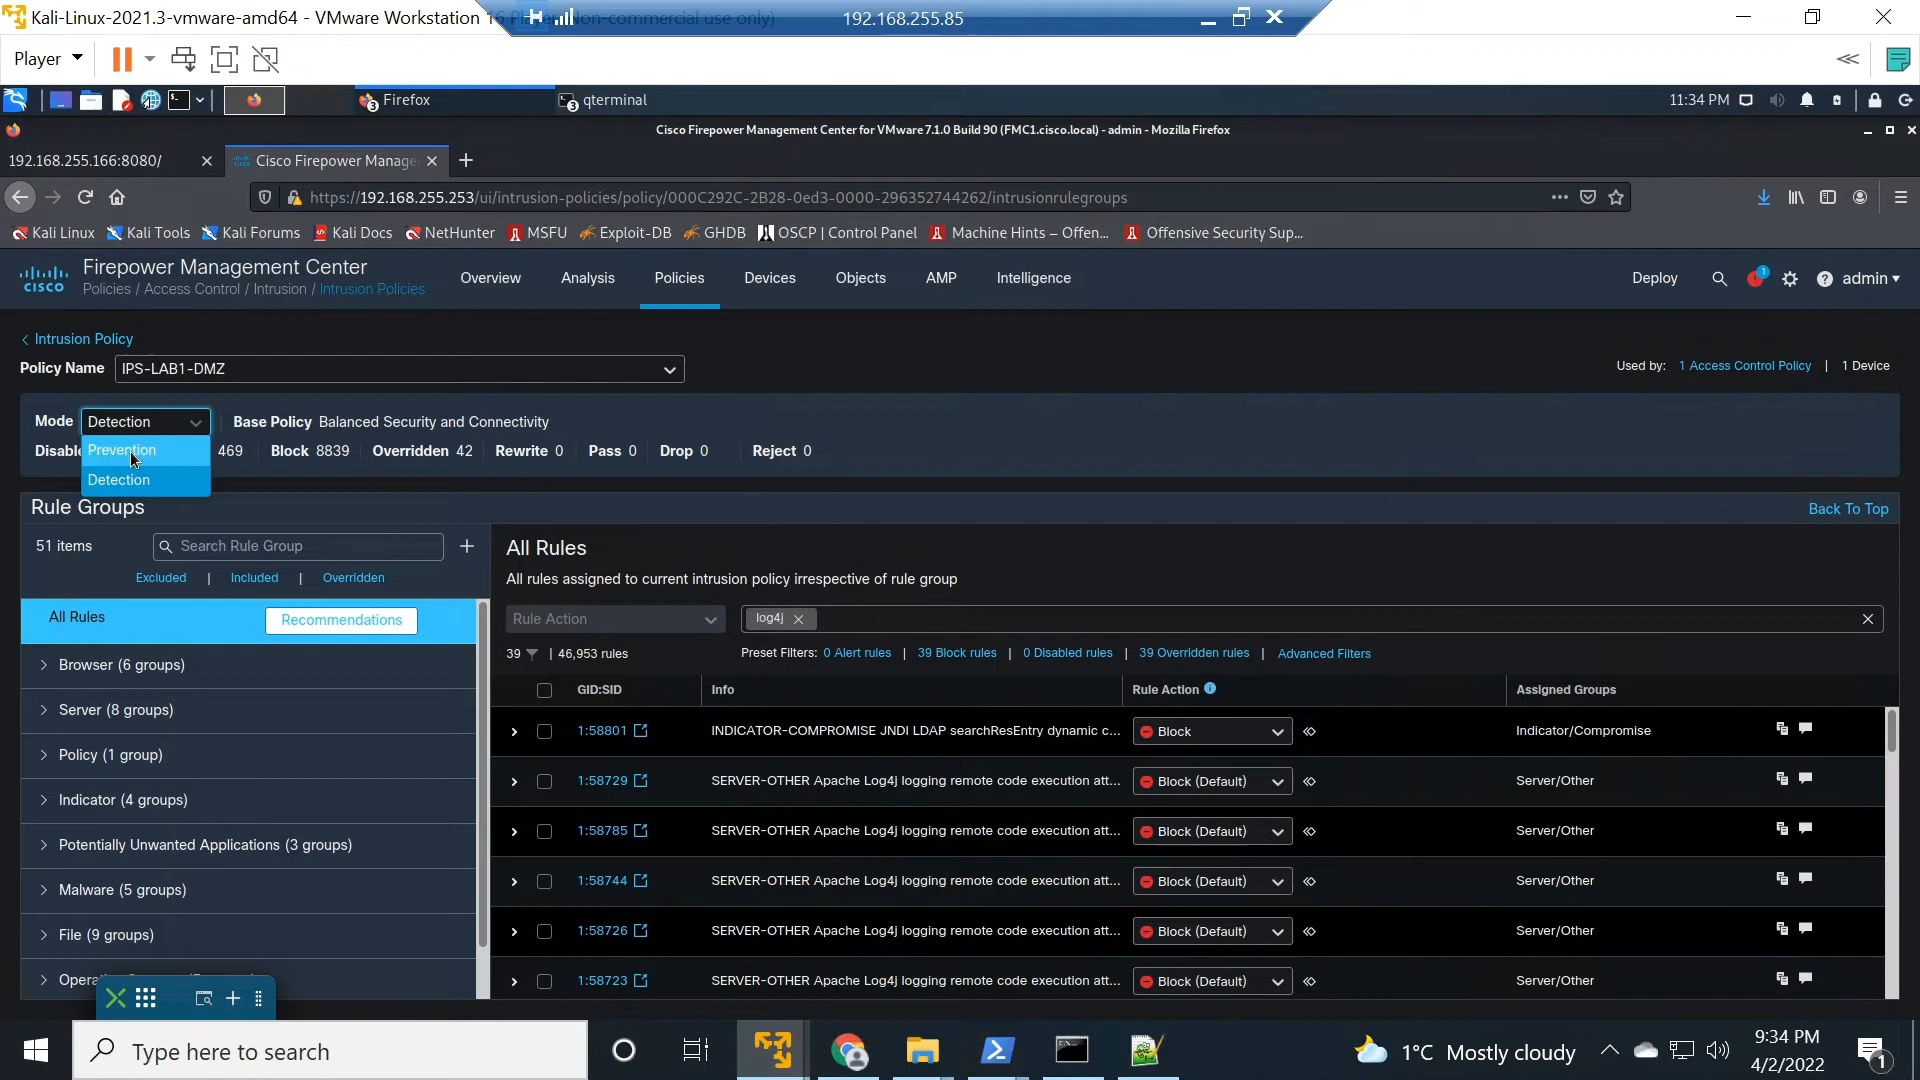 Kali-Linux-2021.3-vmware-amd64 - VMware Workstation 16 Player (Non-commercial use only)
192.168.255.85
Player
Firefox
qterminal
11:34 PM
Cisco Firepower Management Center for VMware 7.1.0 Build 90 (FMC1.cisco.local) - admin - Mozilla Firefox
192.168.255.166:8080/
Cisco Firepower Manage
https://192.168.255.253/ui/intrusion-policies/policy/000C292C-2B28-0ed3-0000-296352744262/intrusionrulegroups
Kali Linux
Kali Tools
Kali Forums
Kali Docs
NetHunter
MSFU
Exploit-DB
GHDB
OSCP | Control Panel
Machine Hints – Offen...
Offensive Security Sup...
cisco
Firepower Management Center
Policies / Access Control / Intrusion / Intrusion Policies
Overview
Analysis
Policies
Devices
Objects
AMP
Intelligence
Deploy
1
admin
Intrusion Policy
Policy Name IPS-LAB1-DMZ
Used by: 1 Access Control Policy | 1 Device
Mode Detection
Base Policy Balanced Security and Connectivity
Prevention
Detection
469 Block 8839 Overridden 42 Rewrite 0 Pass 0 Drop 0 Reject 0
Rule Groups
Back To Top
51 items
Search Rule Group
Excluded | Included | Overridden
All Rules
Recommendations
Browser (6 groups)
Server (8 groups)
Policy (1 group)
Indicator (4 groups)
Potentially Unwanted Applications (3 groups)
Malware (5 groups)
File (9 groups)
All Rules
All rules assigned to current intrusion policy irrespective of rule group
Rule Action
log4j
39 | 46,953 rules
Preset Filters: 0 Alert rules | 39 Block rules | 0 Disabled rules | 39 Overridden rules | Advanced Filters
GID:SID Info Rule Action Assigned Groups
1:58801 INDICATOR-COMPROMISE JNDI LDAP searchResEntry dynamic c... Block Indicator/Compromise
1:58729 SERVER-OTHER Apache Log4j logging remote code execution att... Block (Default) Server/Other
1:58785 SERVER-OTHER Apache Log4j logging remote code execution att... Block (Default) Server/Other
1:58744 SERVER-OTHER Apache Log4j logging remote code execution att... Block (Default) Server/Other
1:58726 SERVER-OTHER Apache Log4j logging remote code execution att... Block (Default) Server/Other
1:58723 SERVER-OTHER Apache Log4j logging remote code execution att... Block (Default) Server/Other
Type here to search
1°C Mostly cloudy
9:34 PM
4/2/2022
1